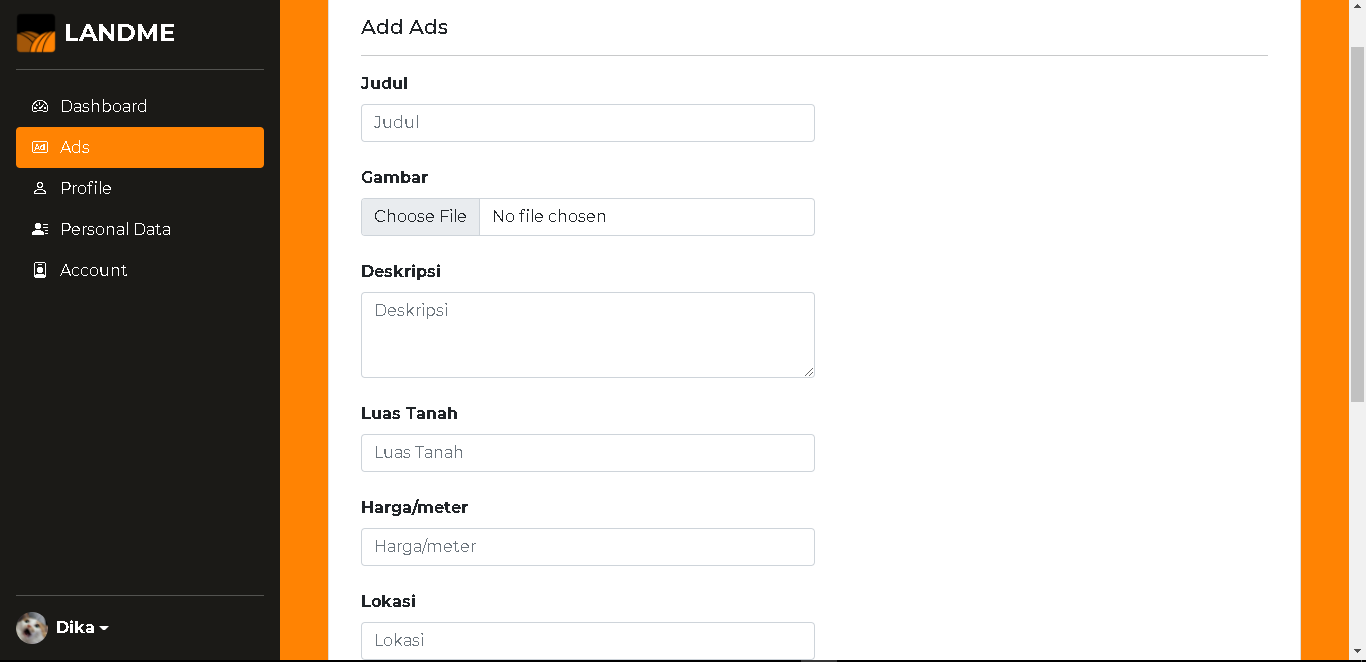 LANDME
Dashboard
Ad Ads
Profile
Personal Data
Account
Dika
Add Ads
Judul
Judul
Gambar
Choose File No file chosen
Deskripsi
Deskripsi
Luas Tanah
Luas Tanah
Harga/meter
Harga/meter
Lokasi
Lokasi